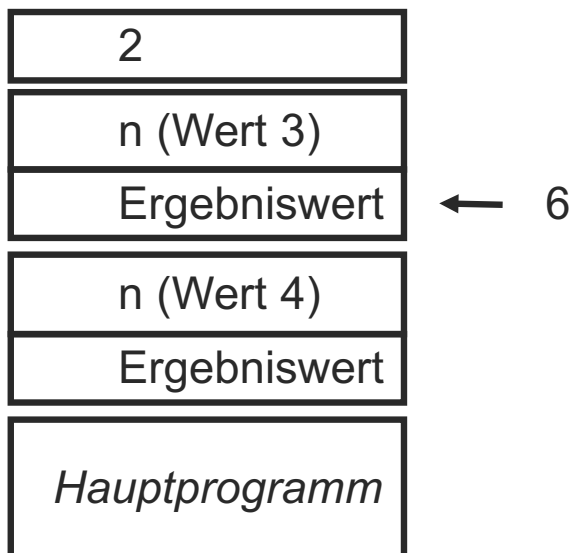 2
n (Wert 3)
Ergebniswert
6
n (Wert 4)
Ergebniswert
Hauptprogramm